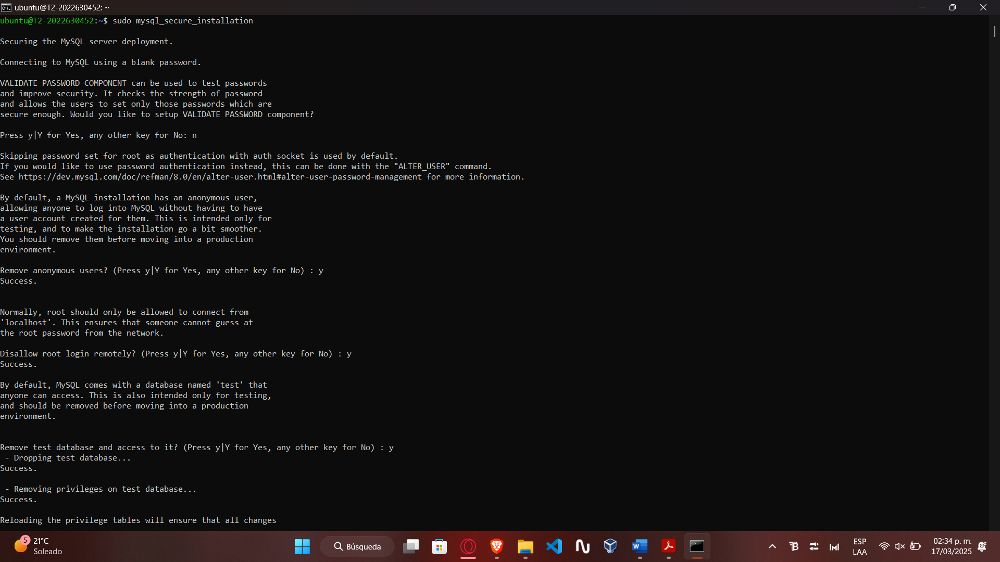 ubuntu@T2-2022630452: ~
ubuntu@T2-2022630452:~$ sudo mysql_secure_installation
Securing the MySQL server deployment.
Connecting to MySQL using a blank password.
VALIDATE PASSWORD COMPONENT can be used to test passwords
and improve security. It checks the strength of password
and allows the users to set only those passwords which are
secure enough. Would you like to setup VALIDATE PASSWORD component?
Press y|Y for Yes, any other key for No: n
Skipping password set for root as authentication with auth_socket is used by default.
If you would like to use password authentication instead, this can be done with the "ALTER_USER" command.
See https://dev.mysql.com/doc/refman/8.0/en/alter-user.html#alter-user-password-management for more information.
By default, a MySQL installation has an anonymous user,
allowing anyone to log into MySQL without having to have
a user account created for them. This is intended only for
testing, and to make the installation go a bit smoother.
You should remove them before moving into a production
environment.
Remove anonymous users? (Press y|Y for Yes, any other key for No) : y
Success.
Normally, root should only be allowed to connect from
'localhost'. This ensures that someone cannot guess at
the root password from the network.
Disallow root login remotely? (Press y|Y for Yes, any other key for No) : y
Success.
By default, MySQL comes with a database named 'test' that
anyone can access. This is also intended only for testing,
and should be removed before moving into a production
environment.
Remove test database and access to it? (Press y|Y for Yes, any other key for No) : y
- Dropping test database...
Success.
- Removing privileges on test database...
Success.
Reloading the privilege tables will ensure that all changes
5
21°C
Soleado
Búsqueda
ESP
LAA
02:34 p. m.
17/03/2025